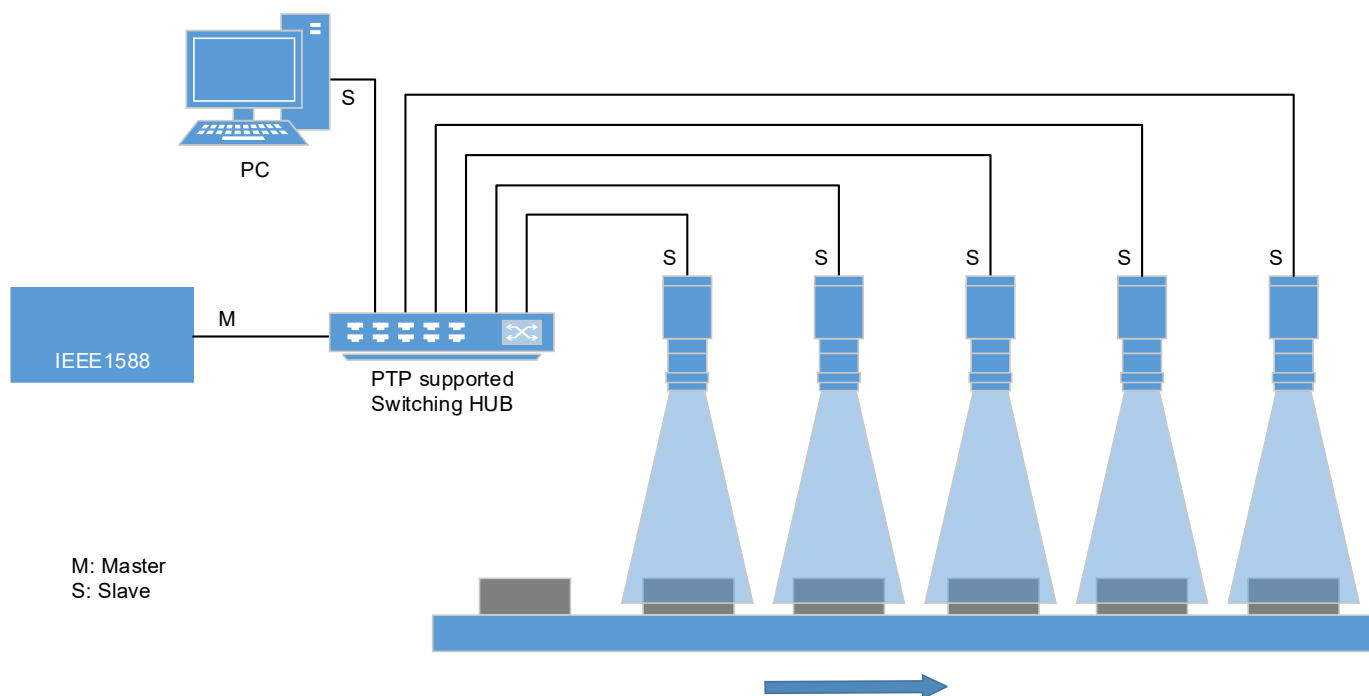 S
PC
S
S
S
S
S
M
IEEE1588
PTP supported
Switching HUB
M: Master
S: Slave